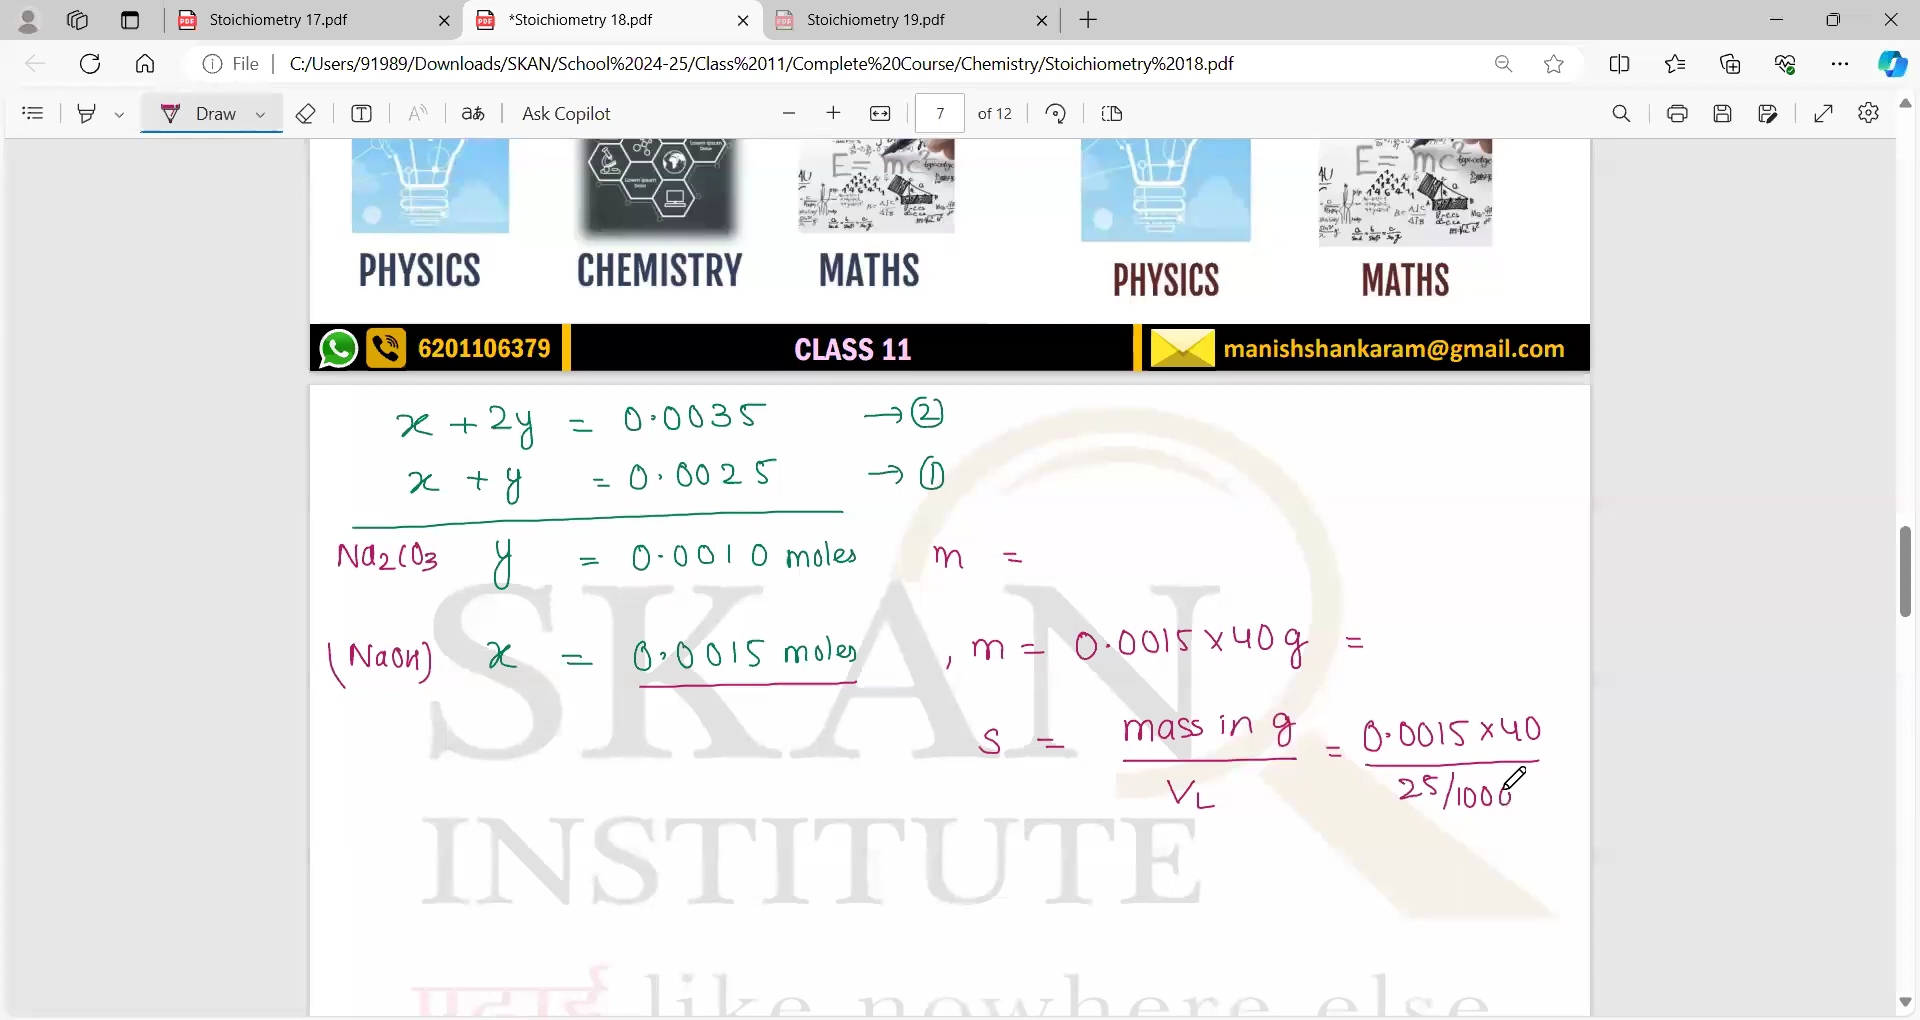 Stoichiometry 17.pdf
*Stoichiometry 18.pdf
Stoichiometry 19.pdf
File
C:/Users/91989/Downloads/SKAN/School%2024-25/Class%2011/Complete%20Course/Chemistry/Stoichiometry%2018.pdf
Draw
Ask Copilot
7 of 12
E=mc²
E=mc²
PHYSICS
CHEMISTRY
MATHS
PHYSICS
MATHS
6201106379
CLASS 11
manishshankaram@gmail.com
x + 2y = 0.0035 → ②
x + y = 0.0025 → ①
Na2CO3 y = 0.0010 moles m =
(NaOH) x = 0.0015 moles , m = 0.0015 × 40 g =
S = mass in g / VL = 0.0015 × 40 / 25/1000
SKAN
INSTITUTE
पढ़ाई like nowhere else